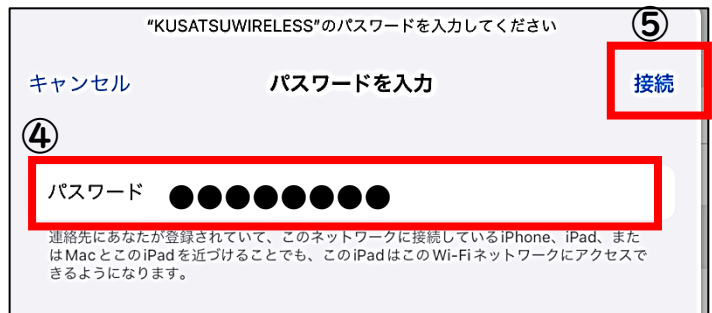 “KUSATSUWIRELESS”のパスワードを入力してください
⑤
キャンセル パスワードを入力 接続
④
パスワード ●●●●●●●●
連絡先にあなたが登録されていて、このネットワークに接続しているiPhone、iPad、また
はMacとこのiPadを近づけることでも、このiPadはこのWi-Fiネットワークにアクセスで
きるようになります。